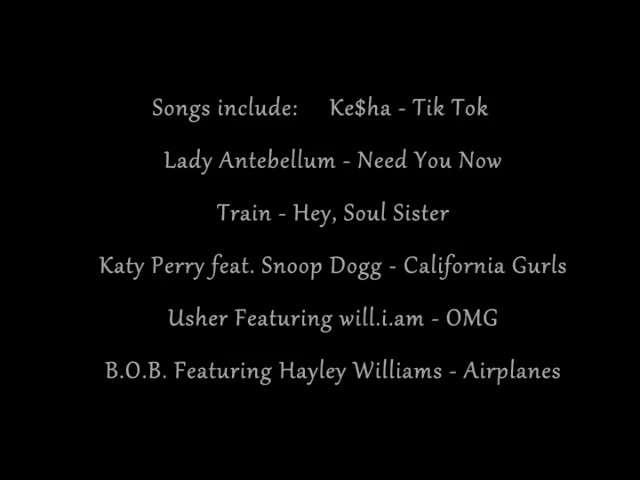 Songs include: Ke$ha - Tik Tok
Lady Antebellum - Need You Now
Train - Hey, Soul Sister
Katy Perry feat. Snoop Dogg - California Gurls
Usher Featuring will.i.am - OMG
B.O.B. Featuring Hayley Williams - Airplanes